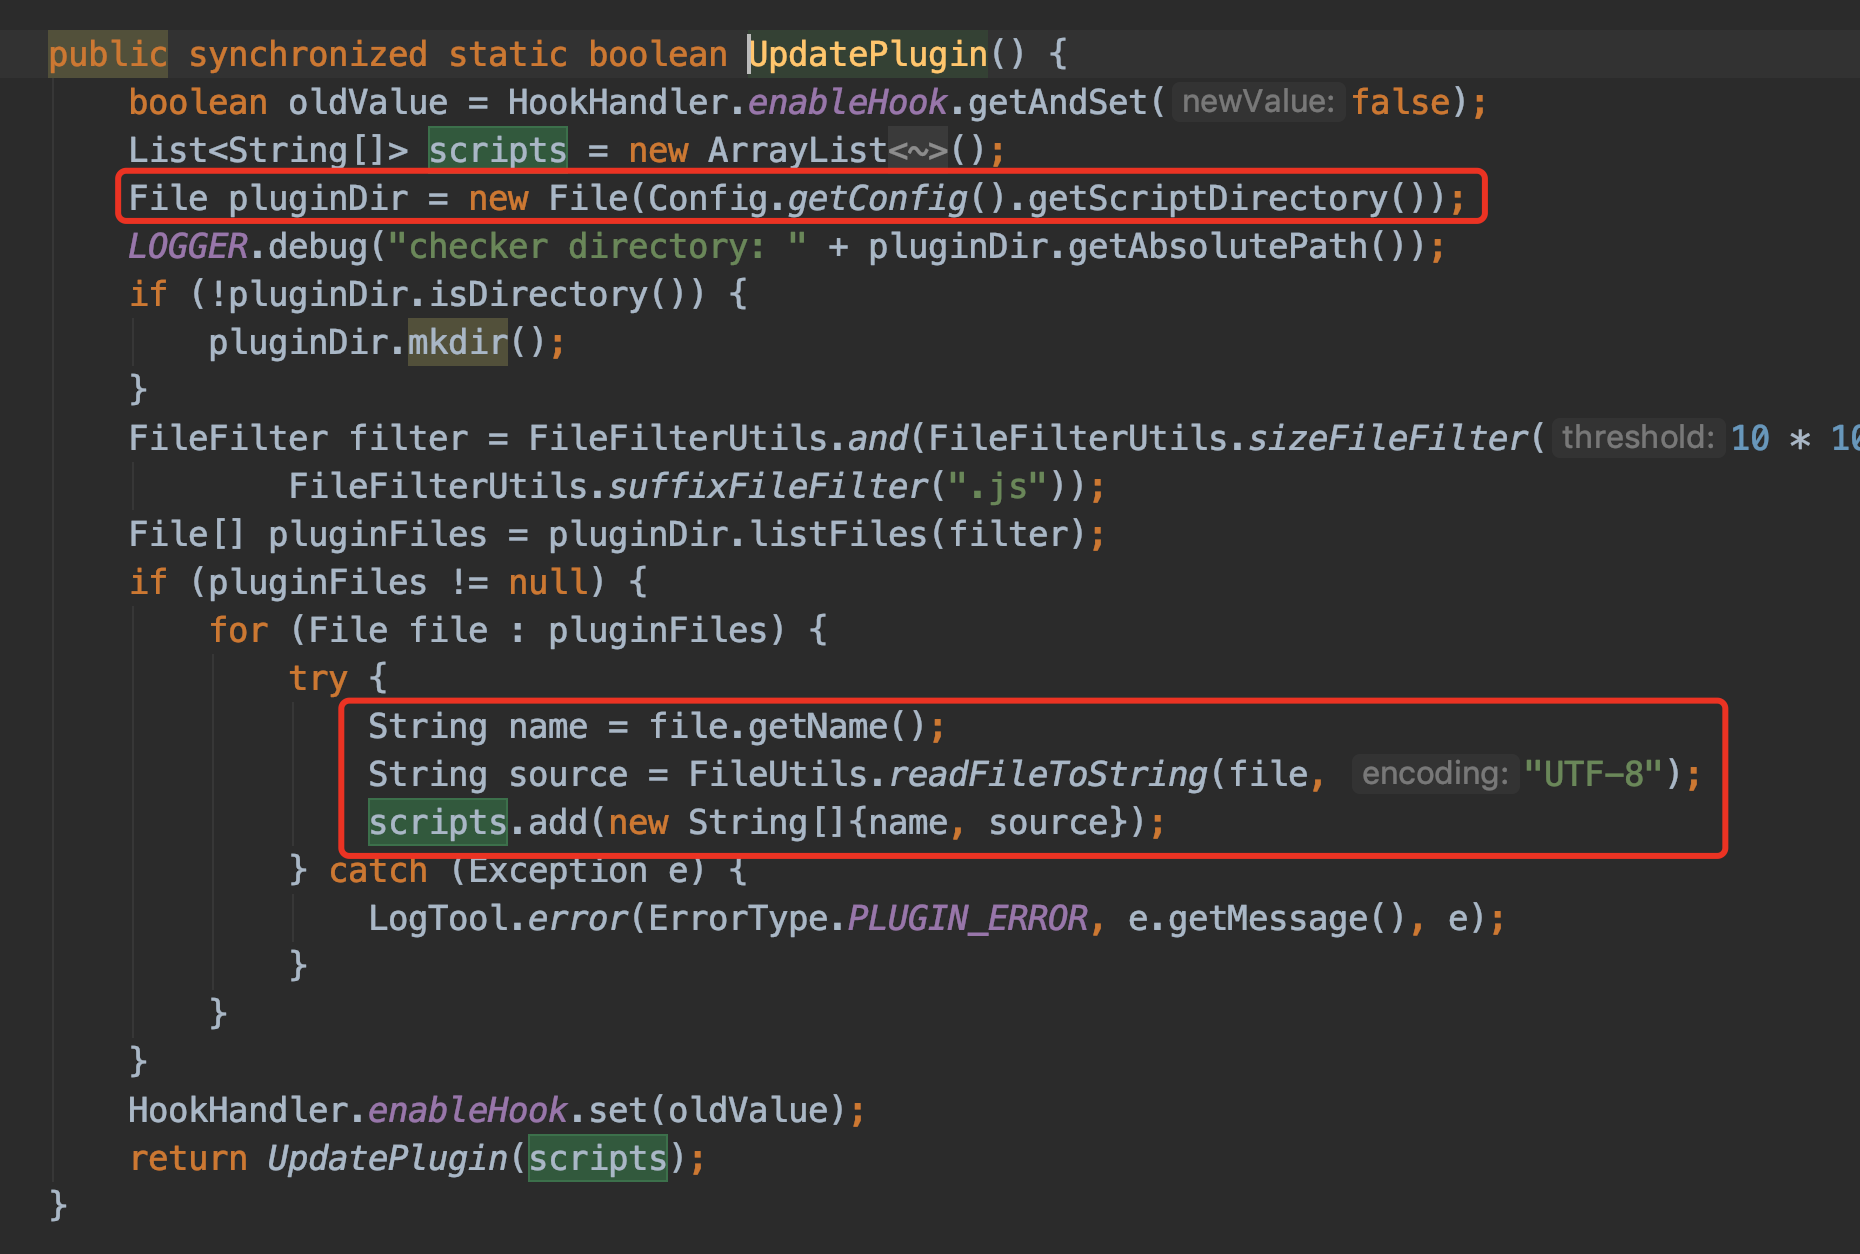 public synchronized static boolean UpdatePlugin() {
boolean oldValue = HookHandler.enableHook.getAndSet( newValue: false);
List<String[]> scripts = new ArrayList<~>();
File pluginDir = new File(Config.getConfig().getScriptDirectory());
LOGGER.debug("checker directory: " + pluginDir.getAbsolutePath());
if (!pluginDir.isDirectory()) {
pluginDir.mkdir();
}
FileFilter filter = FileFilterUtils.and(FileFilterUtils.sizeFileFilter( threshold: 10 * 10
FileFilterUtils.suffixFileFilter(".js"));
File[] pluginFiles = pluginDir.listFiles(filter);
if (pluginFiles != null) {
for (File file : pluginFiles) {
try {
String name = file.getName();
String source = FileUtils.readFileToString(file, encoding: "UTF-8");
scripts.add(new String[]{name, source});
} catch (Exception e) {
LogTool.error(ErrorType.PLUGIN_ERROR, e.getMessage(), e);
}
}
}
HookHandler.enableHook.set(oldValue);
return UpdatePlugin(scripts);
}